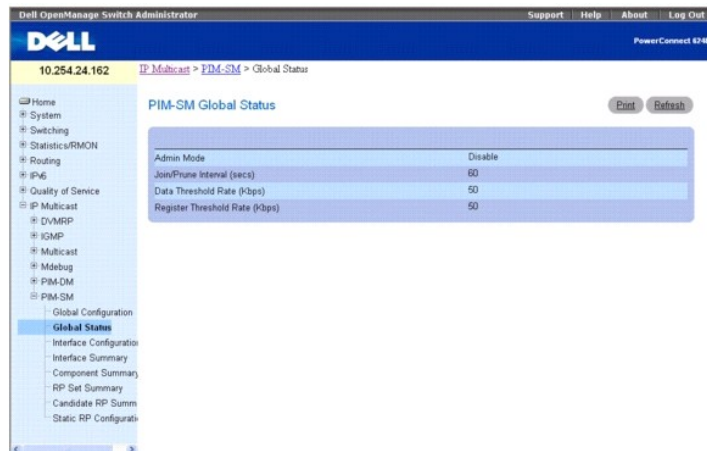 Dell OpenManage Switch Administrator
Support Help About Log Out
DELL
PowerConnect
10.254.24.162
IP Multicast > PIM-SM > Global Status
Home
System
Switching
Statistics/RMON
Routing
IPv6
Quality of Service
IP Multicast
DVMRP
IGMP
Multicast
Mdebug
PIM-DM
PIM-SM
Global Configuration
Global Status
Interface Configuration
Interface Summary
Component Summary
RP Set Summary
Candidate RP Summ
Static RP Configurati
PIM-SM Global Status
Print Refresh
Admin Mode Disable
Join/Prune Interval (secs) 60
Data Threshold Rate (Kbps) 50
Register Threshold Rate (Kbps) 50